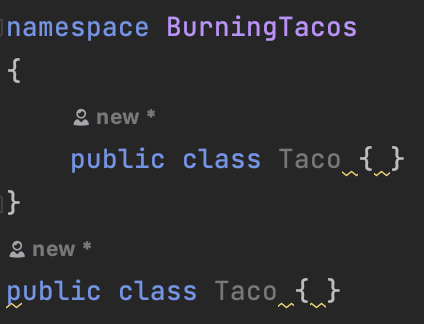 namespace BurningTacos
{
new *
public class Taco { }
}
new *
public class Taco { }